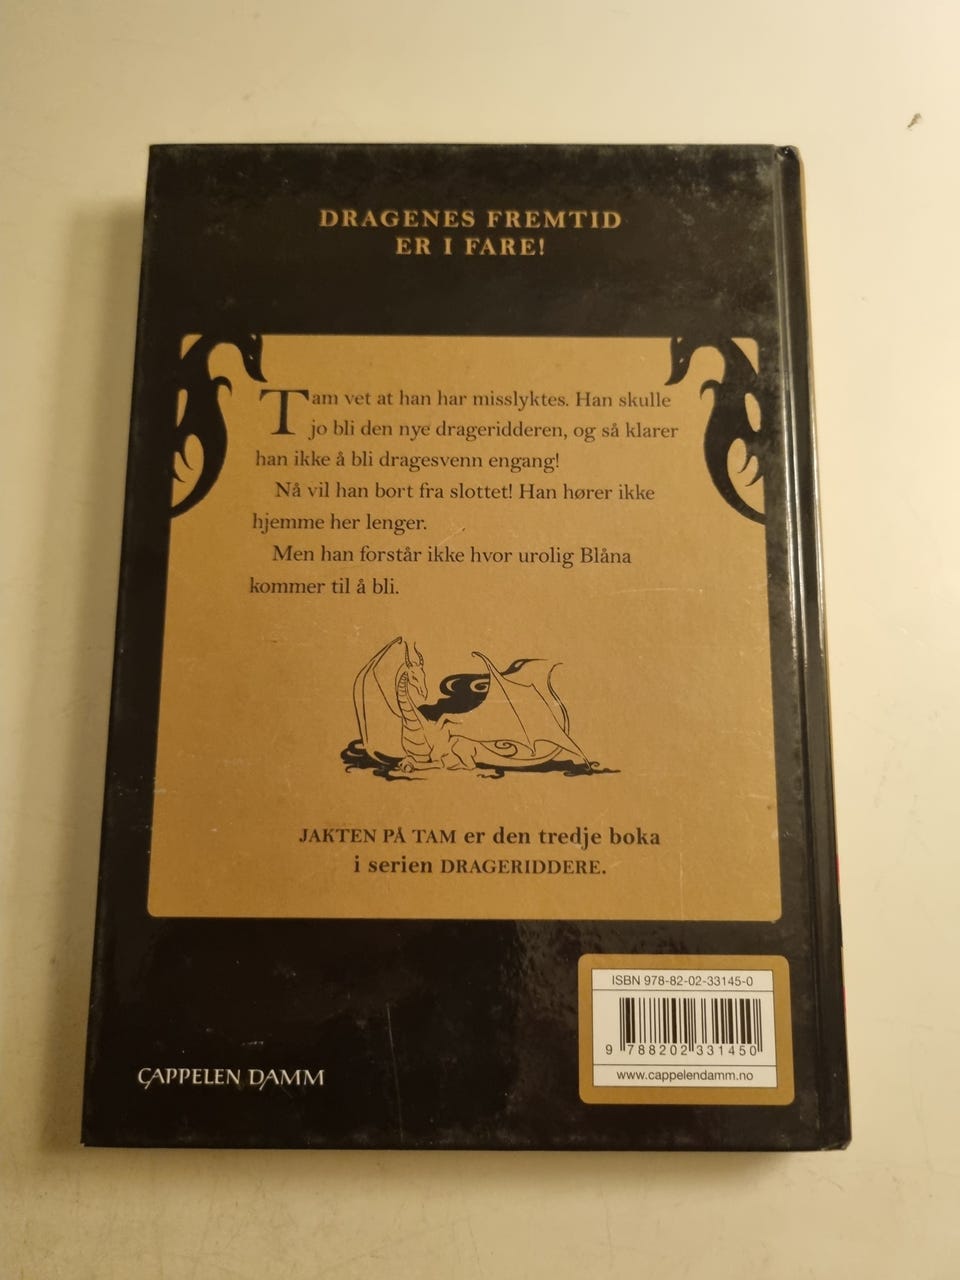 DRAGENES FREMTID
ER I FARE!
Tam vet at han har misslyktes. Han skulle
jo bli den nye drageridderen, og så klarer
han ikke å bli dragesvenn engang!
Nå vil han bort fra slottet! Han hører ikke
hjemme her lenger.
Men han forstår ikke hvor urolig Blåna
kommer til å bli.
JAKTEN PÅ TAM er den tredje boka
i serien DRAGERIDDERE.
ISBN 978-82-02-33145-0
9 788202 331450
www.cappelendamm.no
CAPPELEN DAMM